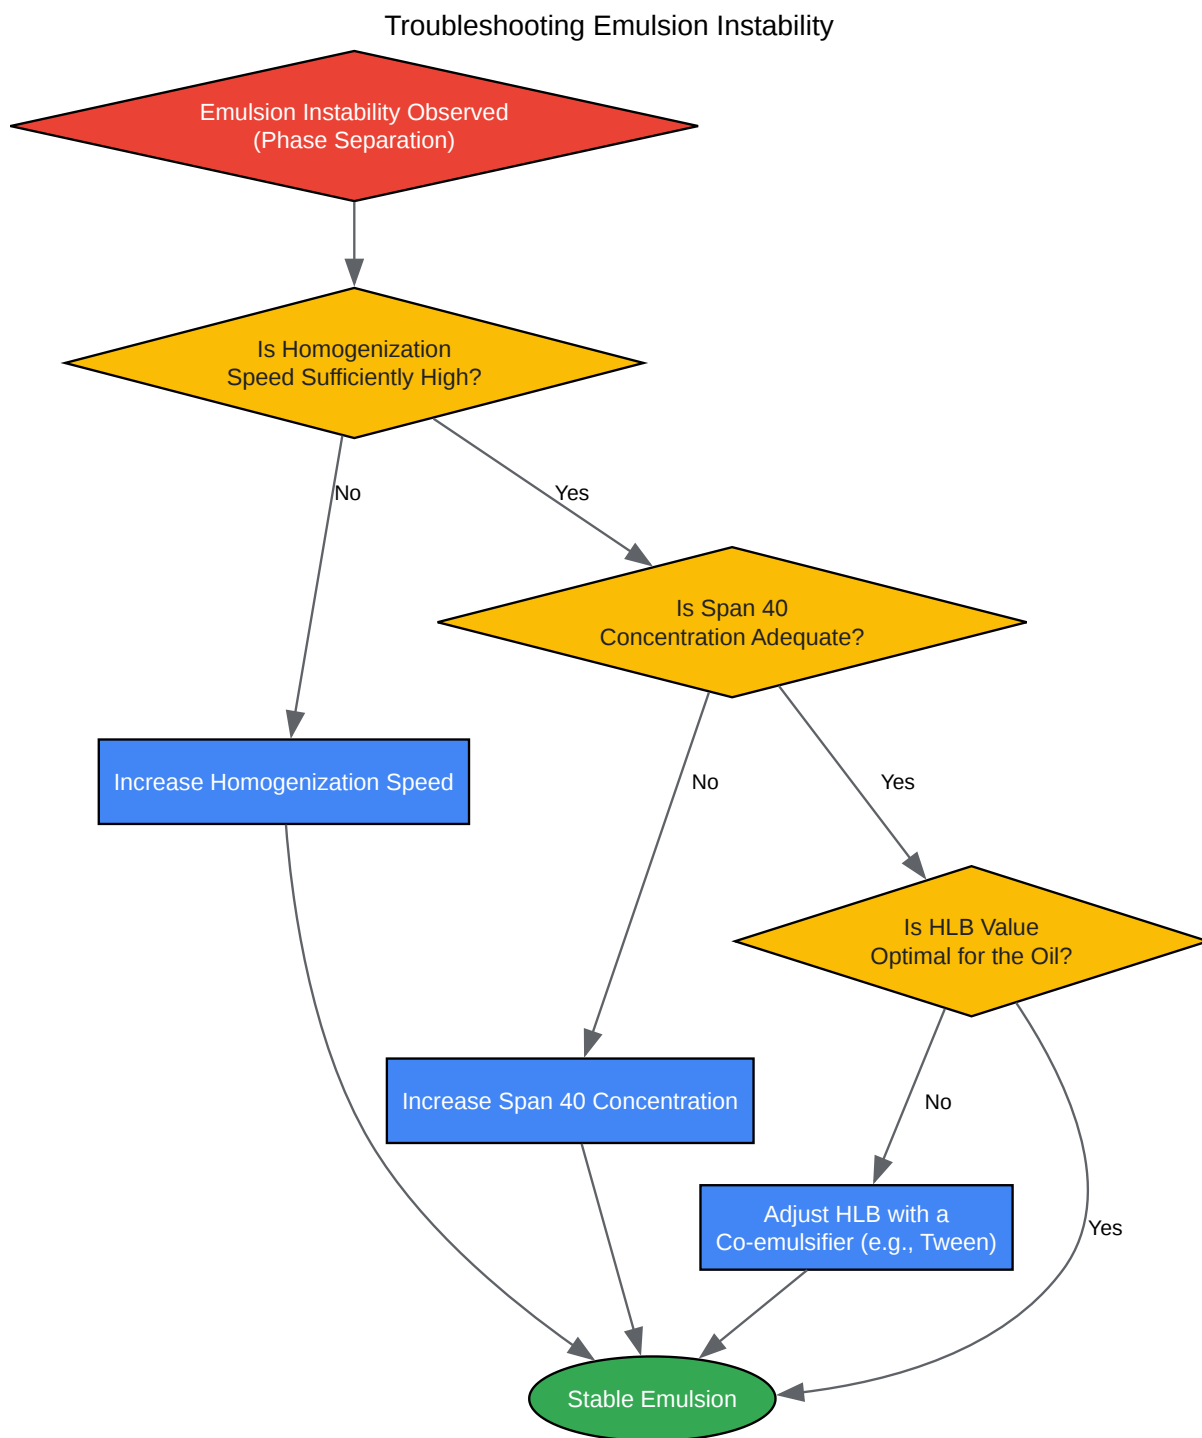 Troubleshooting Emulsion Instability
Emulsion Instability Observed
(Phase Separation)
Is Homogenization
Speed Sufficiently High?
No
Yes
Is Span 40
Concentration Adequate?
Increase Homogenization Speed
No
Yes
Is HLB Value
Optimal for the Oil?
Increase Span 40 Concentration
No
Adjust HLB with a
Co-emulsifier (e.g., Tween)
Yes
Stable Emulsion